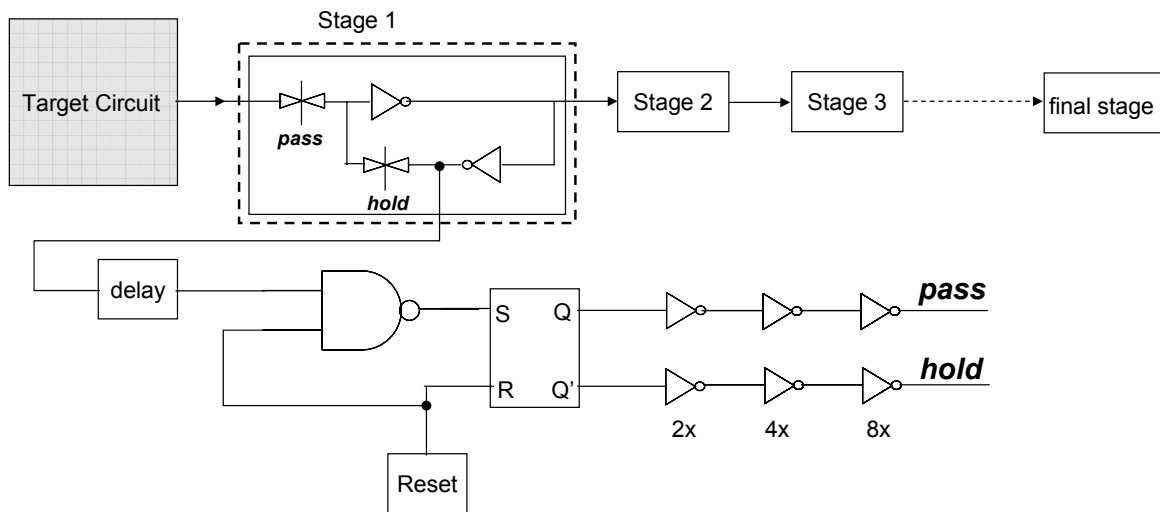 Stage 1
Target Circuit
pass
hold
Stage 2
Stage 3
final stage
delay
S
Q
R
Q’
pass
hold
2x
4x
8x
Reset